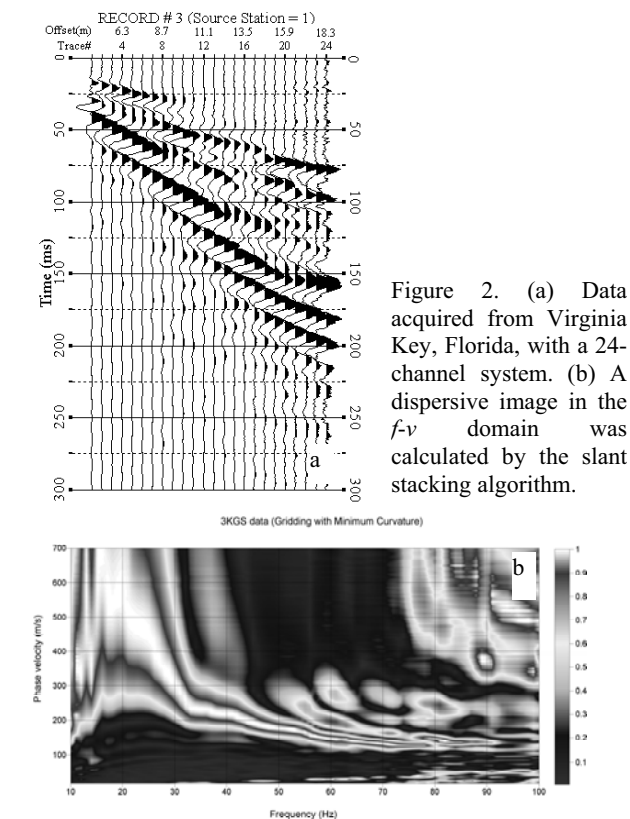 RECORD # 3 (Source Station = 1)
Offset(m) 6.3 8.7 11.1 13.5 15.9 18.3
Trace# 4 8 12 16 20 24
0 0
50 50
100 100
Time (ms)
150 150
200 200
250 250
a
300 300
Figure 2. (a) Data
acquired from Virginia
Key, Florida, with a 24-
channel system. (b) A
dispersive image in the
f-v domain was
calculated by the slant
stacking algorithm.
3KGS data (Gridding with Minimum Curvature)
b
Phase velocity (m/s)
700
600
500
400
300
200
100
10 20 30 40 50 60 70 80 90 100
Frequency (Hz)
1
0.9
0.8
0.7
0.6
0.5
0.4
0.3
0.2
0.1